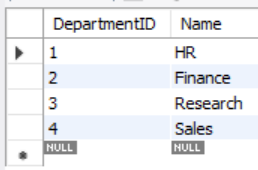 DepartmentID Name
1 HR
2 Finance
3 Research
4 Sales
NULL NULL